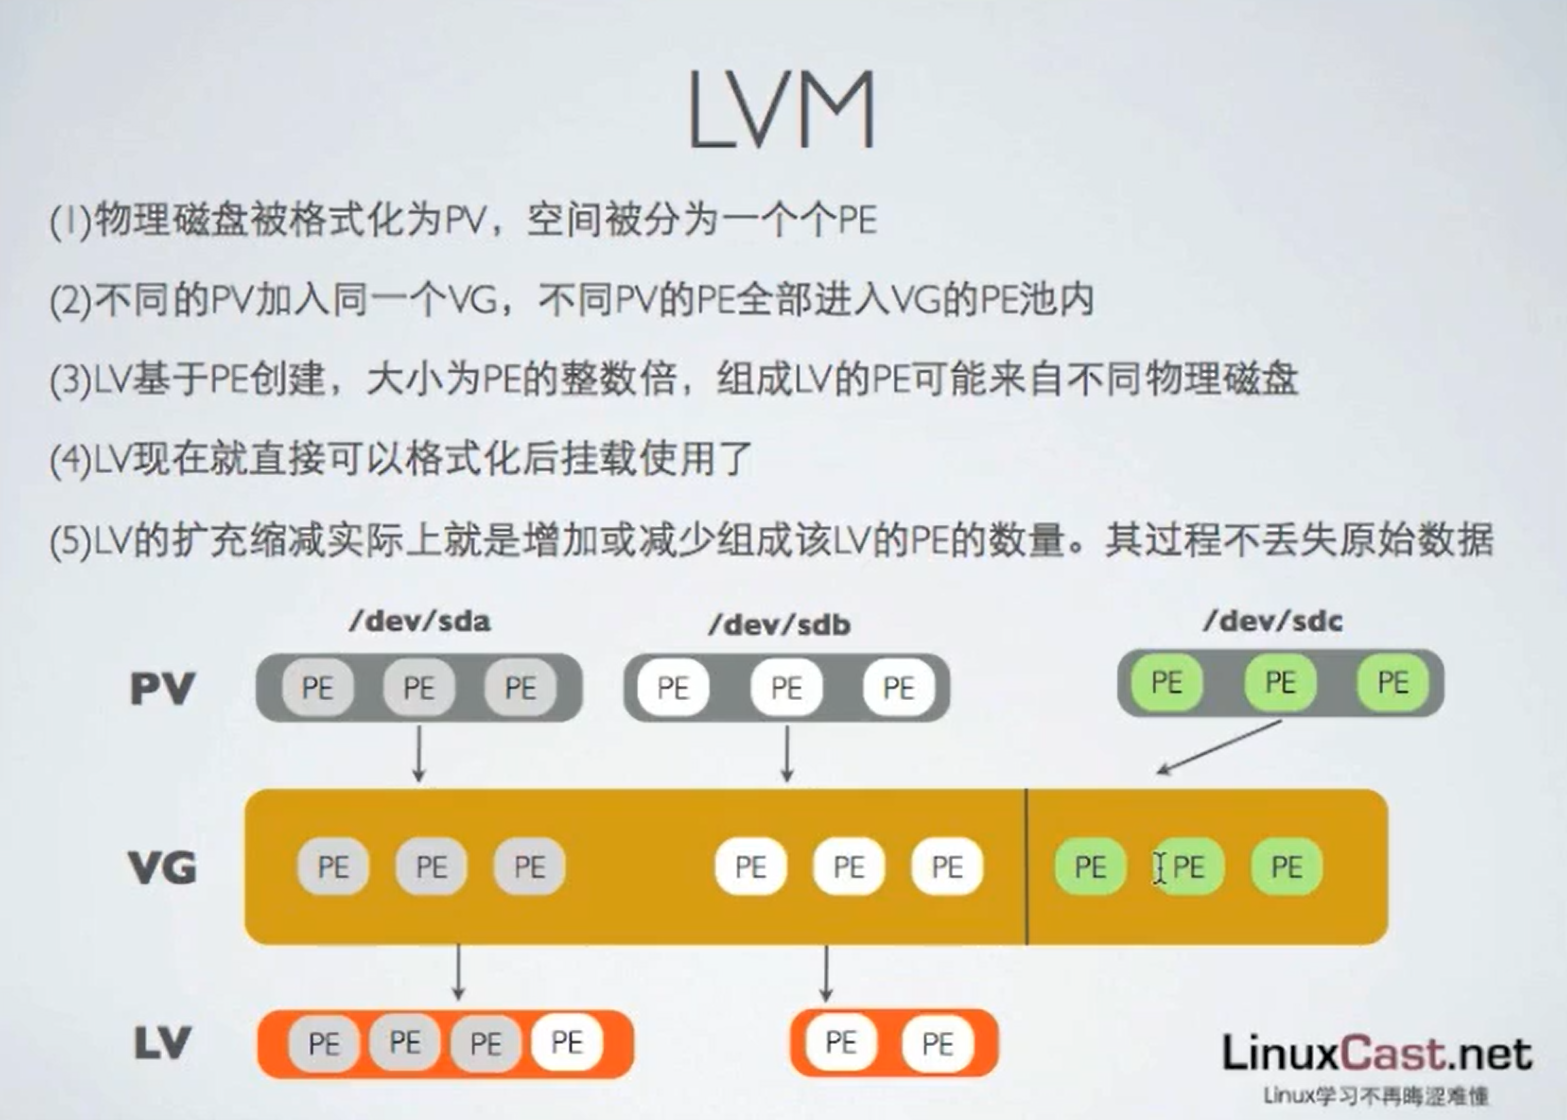 LVM
(1)物理磁盘被格式化为PV，空间被分为一个个PE
(2)不同的PV加入同一个VG，不同PV的PE全部进入VG的PE池内
(3)LV基于PE创建，大小为PE的整数倍，组成LV的PE可能来自不同物理磁盘
(4)LV现在就直接可以格式化后挂载使用了
(5)LV的扩充缩减实际上就是增加或减少组成该LV的PE的数量。其过程不丢失原始数据
/dev/sda /dev/sdb /dev/sdc
PV PE PE PE PE PE PE PE PE PE
VG PE PE PE PE PE PE PE PE PE
LV PE PE PE PE PE PE
LinuxCast.net
Linux学习不再晦涩难懂